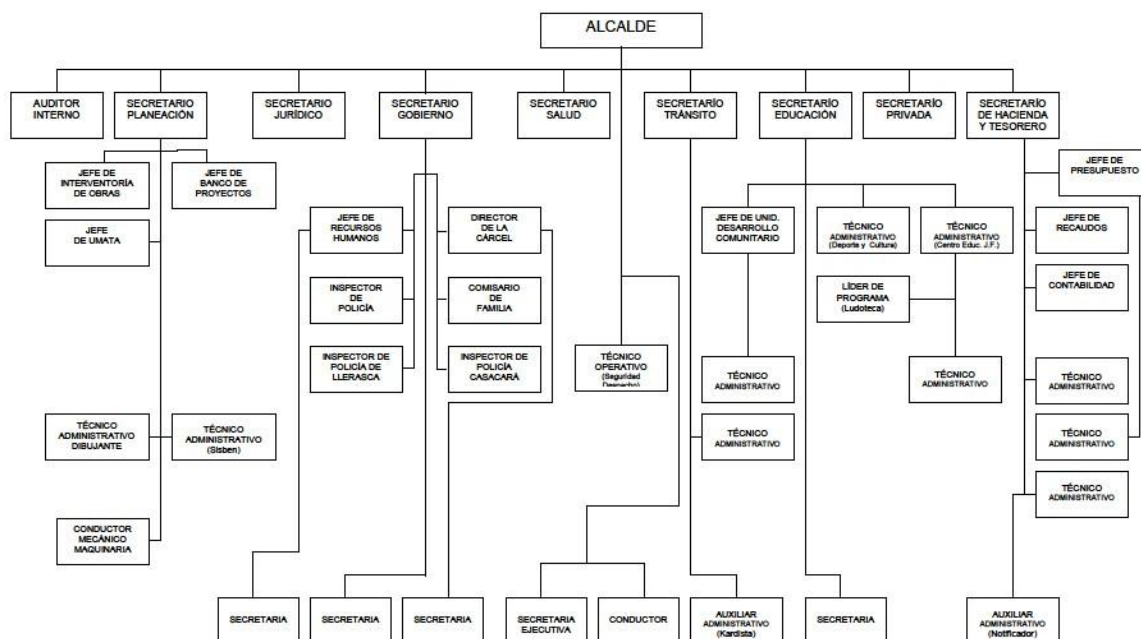 ALCALDE
AUDITOR
INTERNO
SECRETARIO
PLANEACIÓN
SECRETARIO
JURÍDICO
SECRETARIO
GOBIERNO
SECRETARIO
SALUD
SECRETARÍO
TRÁNSITO
SECRETARÍO
EDUCACIÓN
SECRETARÍO
PRIVADA
SECRETARÍO
DE HACIENDA
Y TESORERO
JEFE DE
INTERVENTORÍA
DE OBRAS
JEFE DE
BANCO DE
PROYECTOS
JEFE DE
PRESUPUESTO
JEFE
DE UMATA
JEFE DE
RECURSOS
HUMANOS
DIRECTOR
DE LA
CÁRCEL
JEFE DE UNID.
DESARROLLO
COMUNITARIO
TÉCNICO
ADMINISTRATIVO
(Deporte y Cultura)
TÉCNICO
ADMINISTRATIVO
(Centro Educ. J.F.)
JEFE DE
RECAUDOS
INSPECTOR
DE
POLICÍA
COMISARIO
DE
FAMILIA
LÍDER DE
PROGRAMA
(Ludoteca)
JEFE DE
CONTABILIDAD
INSPECTOR DE
POLICÍA DE
LLERASCA
INSPECTOR DE
POLICÍA
CASACARÁ
TÉCNICO
OPERATIVO
(Seguridad
Despacho)
TÉCNICO
ADMINISTRATIVO
TÉCNICO
ADMINISTRATIVO
TÉCNICO
ADMINISTRATIVO
TÉCNICO
ADMINISTRATIVO
DIBUJANTE
TÉCNICO
ADMINISTRATIVO
(Sisben)
TÉCNICO
ADMINISTRATIVO
TÉCNICO
ADMINISTRATIVO
TÉCNICO
ADMINISTRATIVO
CONDUCTOR
MECÁNICO
MAQUINARIA
SECRETARIA
SECRETARIA
SECRETARIA
SECRETARIA
EJECUTIVA
CONDUCTOR
AUXILIAR
ADMINISTRATIVO
(Kardista)
SECRETARIA
AUXILIAR
ADMINISTRATIVO
(Notificador)